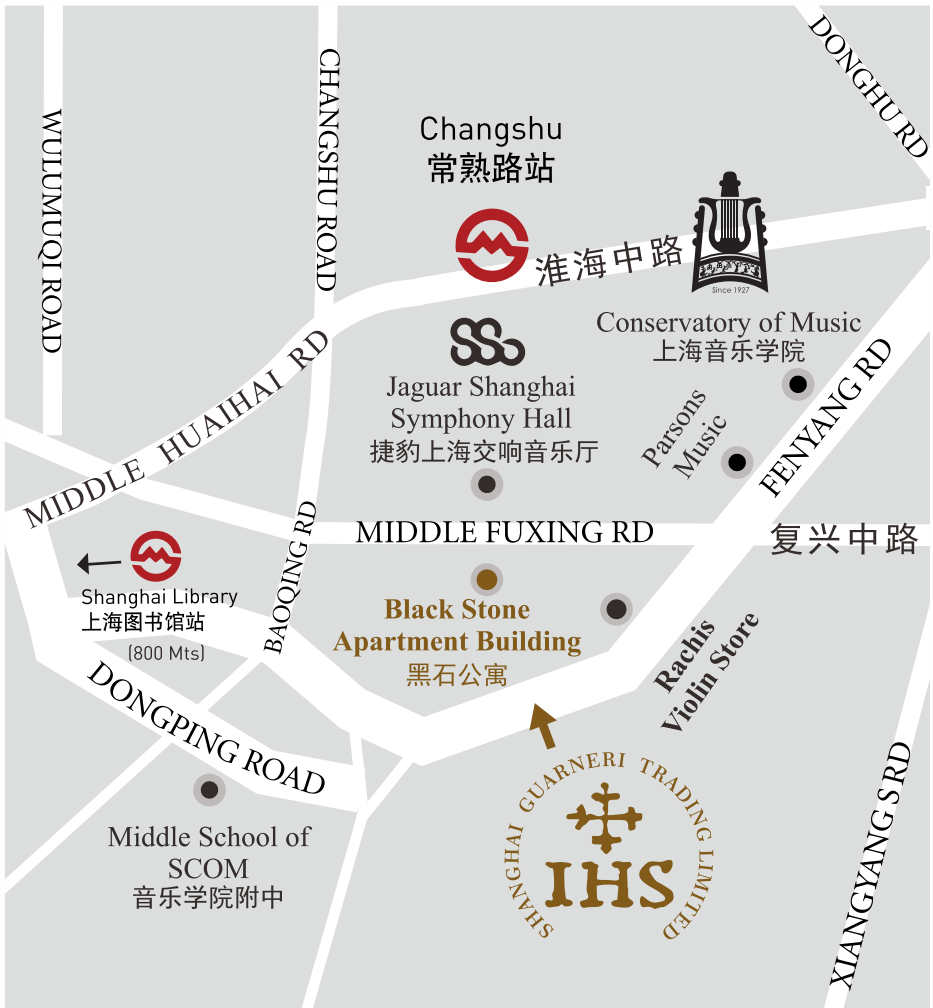 DONGHU RD
WULUMUQI ROAD
CHANGSHU ROAD
Changshu
常熟路站
淮海中路
Since 1927
Conservatory of Music
上海音乐学院
MIDDLE HUAIHAI RD
Jaguar Shanghai
Symphony Hall
捷豹上海交响音乐厅
Parsons
Music
FENYANG RD
MIDDLE FUXING RD
复兴中路
BAOQING RD
Shanghai Library
上海图书馆站
(800 Mts)
Black Stone
Apartment Building
黑石公寓
Rachis
Violin Store
DONGPING ROAD
Middle School of
SCOM
音乐学院附中
SHANGHAI GUARNERI TRADING LIMITED
IHS
XIANGYANG S RD